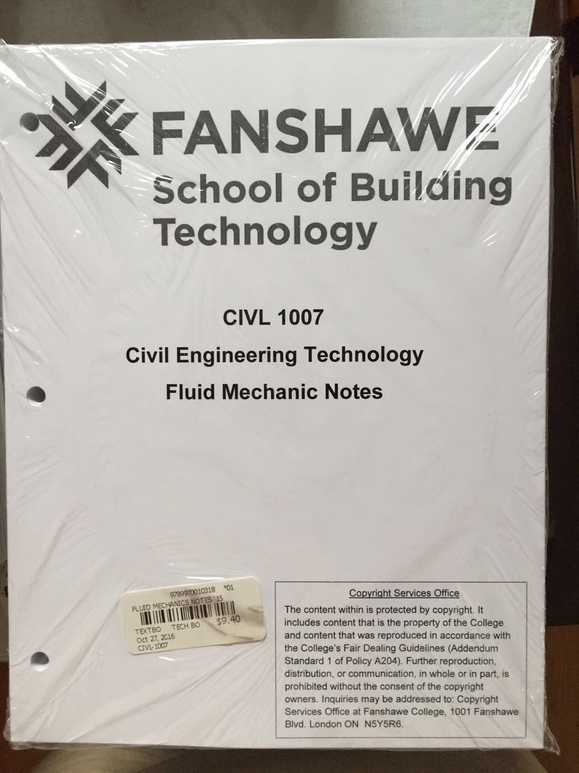 FANSHAWE
School of Building
Technology
CIVL 1007
Civil Engineering Technology
Fluid Mechanic Notes
9789970010318 *01
FLUID MECHANICS NOTES
TEXTBO TECH BO $9.40
Oct 27, 2016
CIVL-1007
Copyright Services Office
The content within is protected by copyright. It
includes content that is the property of the College
and content that was reproduced in accordance with
the College's Fair Dealing Guidelines (Addendum
Standard 1 of Policy A204). Further reproduction,
distribution, or communication, in whole or in part, is
prohibited without the consent of the copyright
owners. Inquiries may be addressed to: Copyright
Services Office at Fanshawe College, 1001 Fanshawe
Blvd. London ON N5Y5R6.